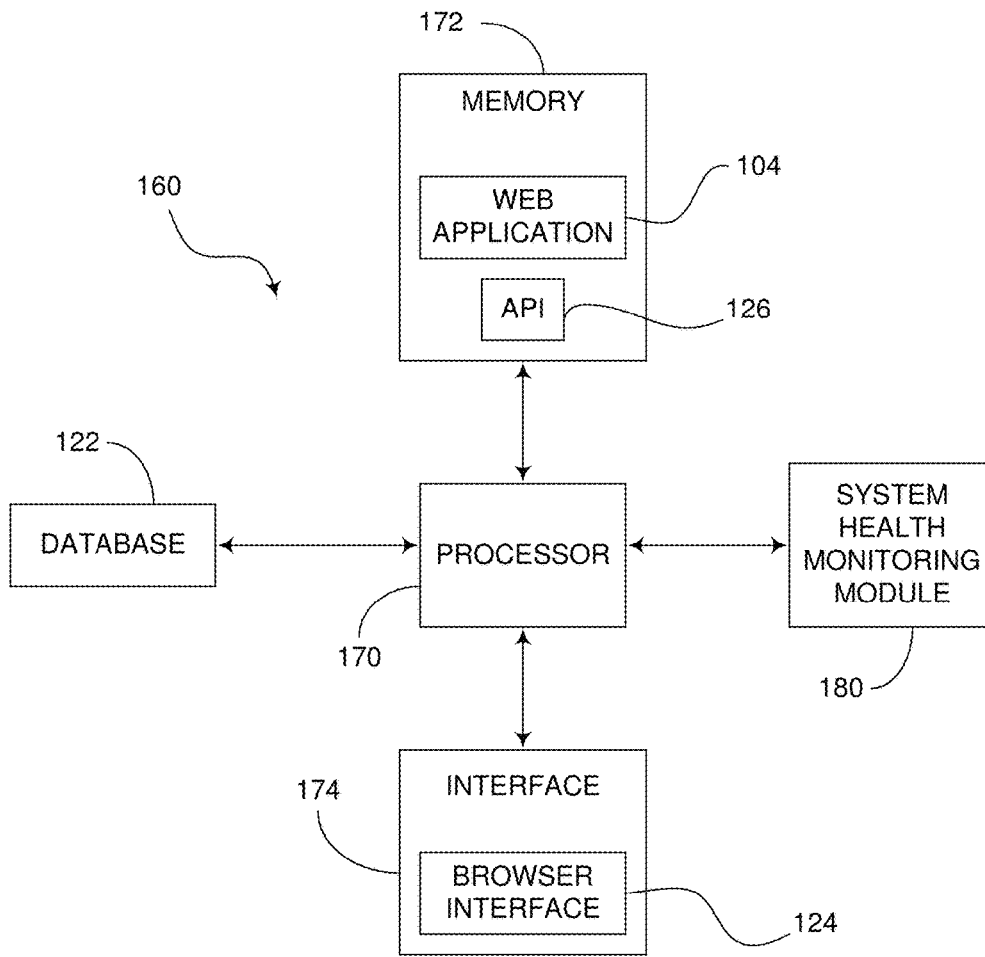 172
MEMORY
104
WEB
APPLICATION
160
API
126
122
DATABASE
PROCESSOR
SYSTEM
HEALTH
MONITORING
MODULE
170
180
174
INTERFACE
BROWSER
INTERFACE
124